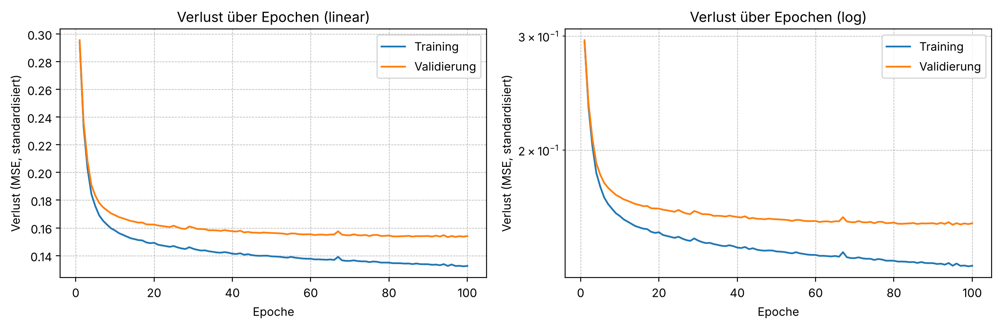 Verlust über Epochen (linear)
Verlust (MSE, standardisiert)
0.30
0.28
0.26
0.24
0.22
0.20
0.18
0.16
0.14
0
20
40
60
80
100
Epoche
Training
Validierung
Verlust über Epochen (log)
Verlust (MSE, standardisiert)
3 × 10⁻¹
2 × 10⁻¹
0
20
40
60
80
100
Epoche
Training
Validierung